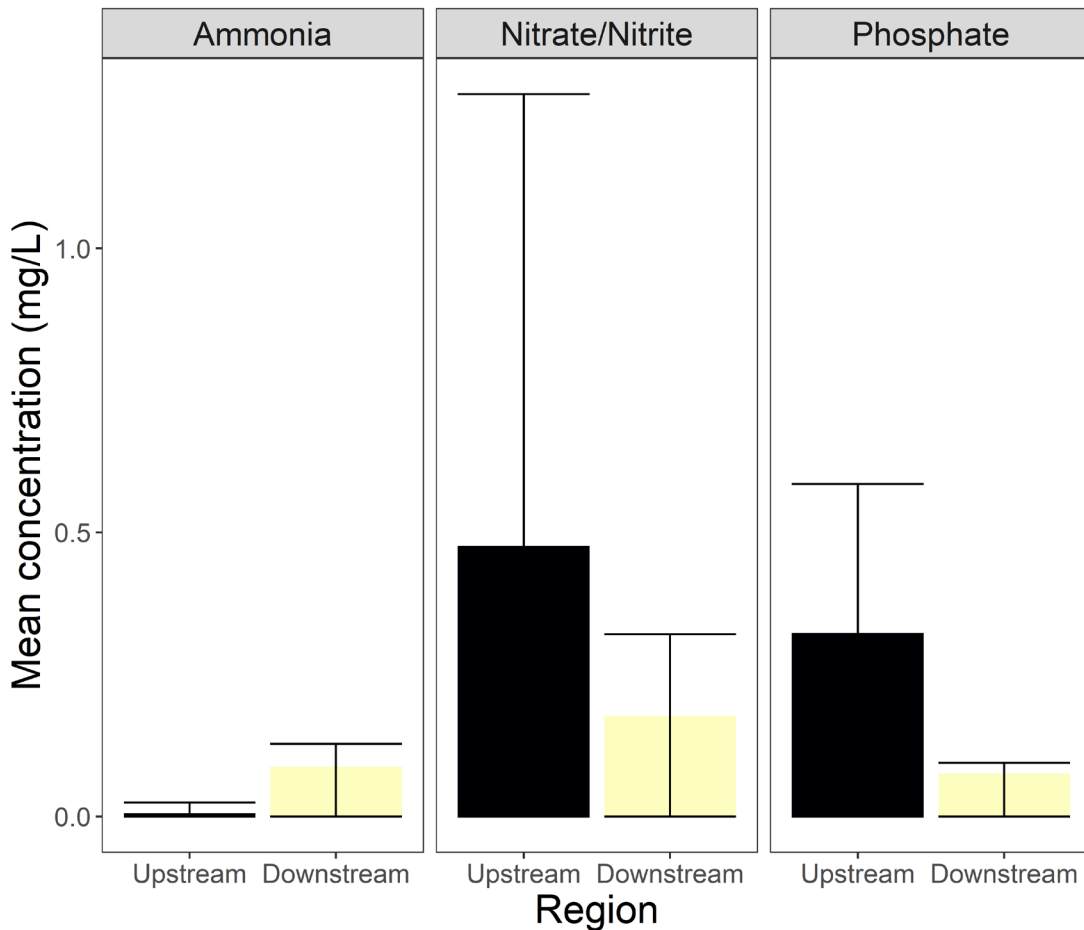 Ammonia
Nitrate/Nitrite
Phosphate
Mean concentration (mg/L)
1.0
0.5
0.0
Upstream
Downstream
Upstream
Downstream
Upstream
Downstream
Region